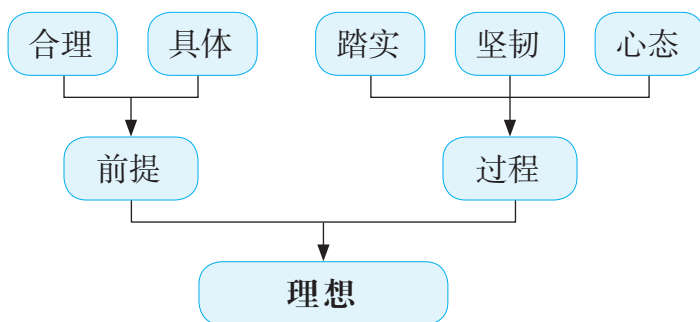 合理 具体 踏实 坚韧 心态
前提 过程
理想